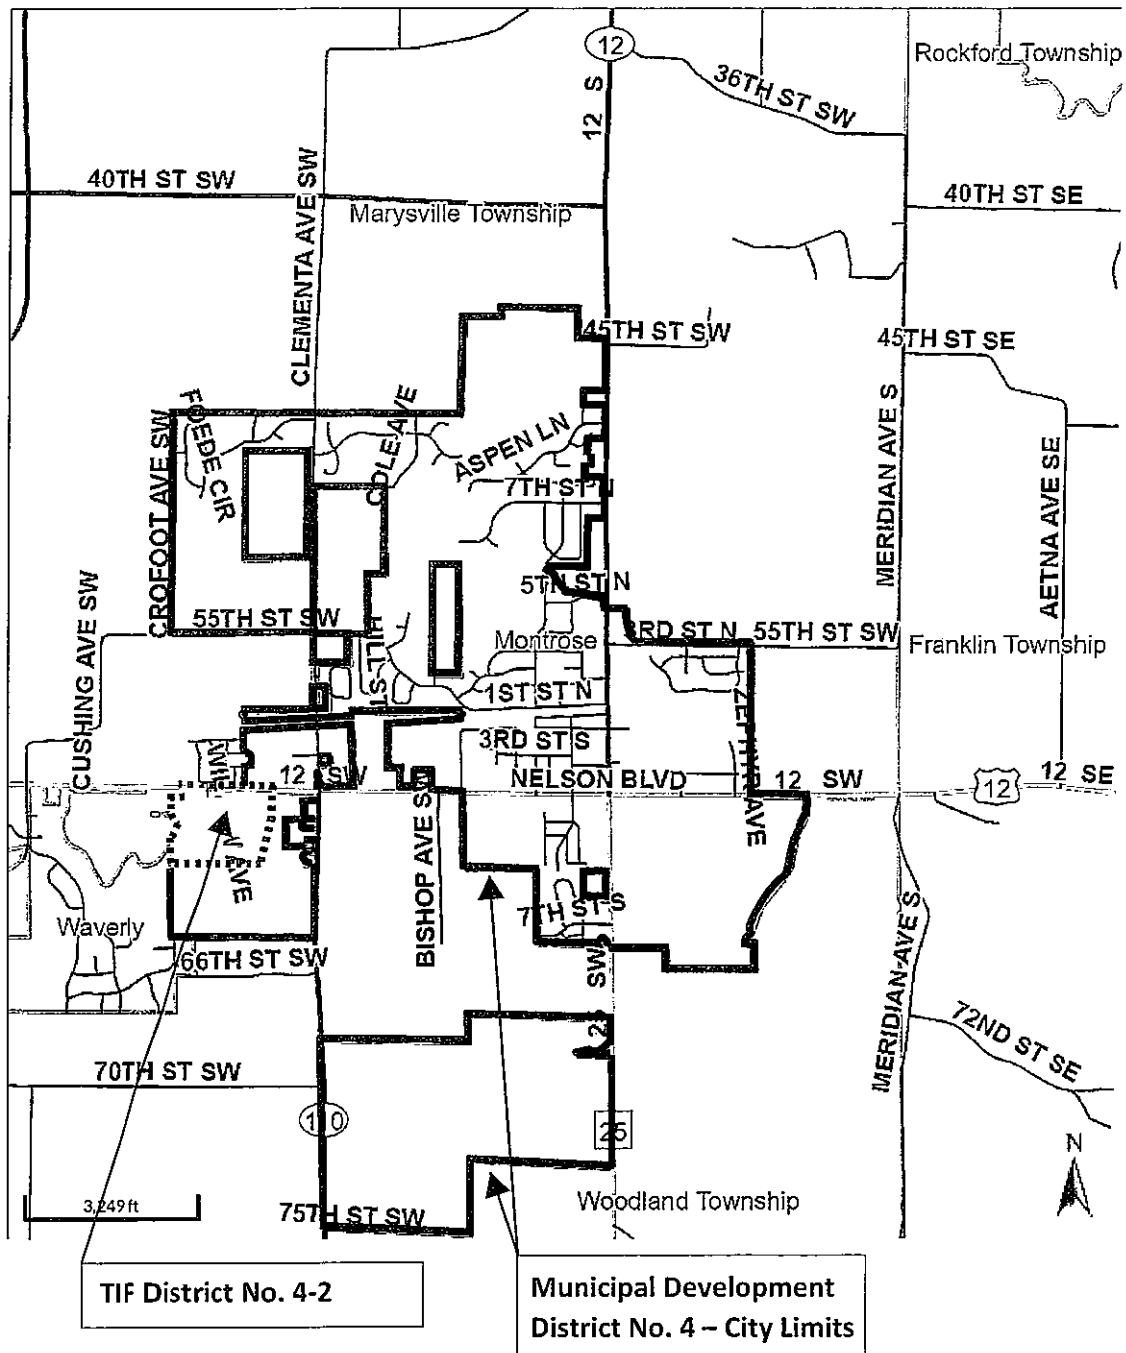 12
Rockford Township
36TH ST SW
12 S
40TH ST SW
CLEMENTA AVE SW
Marysville Township
40TH ST SE
45TH ST SW
45TH ST SE
FOEDE CIR
COLE AVE
ASPEN LN
MERIDIAN AVE S
AETNA AVE SE
CROFOOT AVE SW
7TH ST N
5TH ST N
CUSHING AVE SW
55TH ST SW
HILL ST
Montrose
3RD ST N
55TH ST SW
Franklin Township
1ST ST N
ZEPHYR AVE
3RD ST S
12 SW
NELSON BLVD
12 SW
12
12 SE
AVE
BISHOP AVE SW
Waverly
7TH ST S
66TH ST SW
SW
MERIDIAN AVE S
72ND ST SE
70TH ST SW
110
25
N
3,249 ft
75TH ST SW
Woodland Township
TIF District No. 4-2
Municipal Development
District No. 4 – City Limits